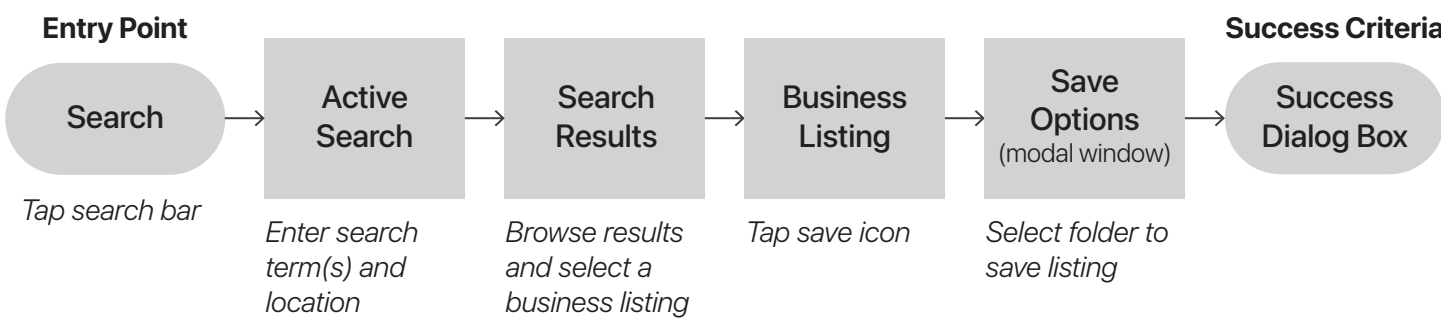 Entry Point
Success Criteria
Search
Active
Search
Search
Results
Business
Listing
Save
Options
(modal window)
Success
Dialog Box
Tap search bar
Enter search
term(s) and
location
Browse results
and select a
business listing
Tap save icon
Select folder to
save listing